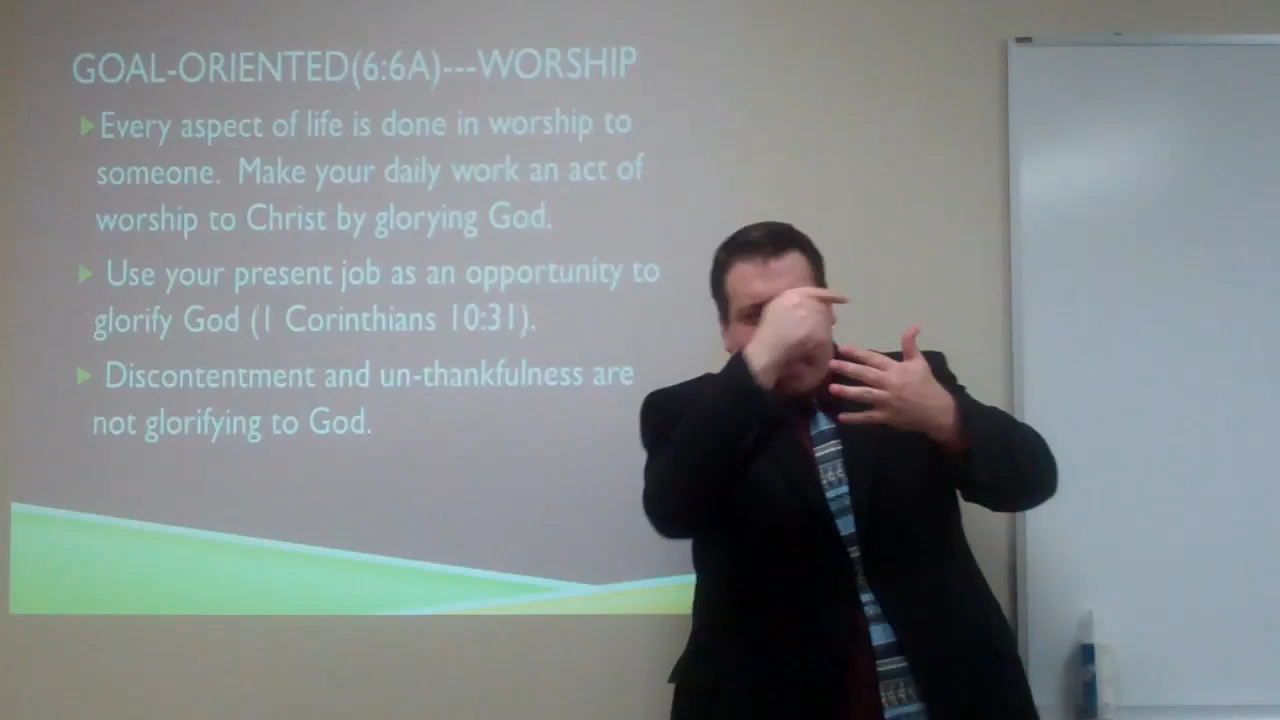 GOAL-ORIENTED(6:6A)---WORSHIP
Every aspect of life is done in worship to
someone. Make your daily work an act of
worship to Christ by glorying God.
Use your present job as an opportunity to
glorify God (1 Corinthians 10:31).
Discontentment and un-thankfulness are
not glorifying to God.